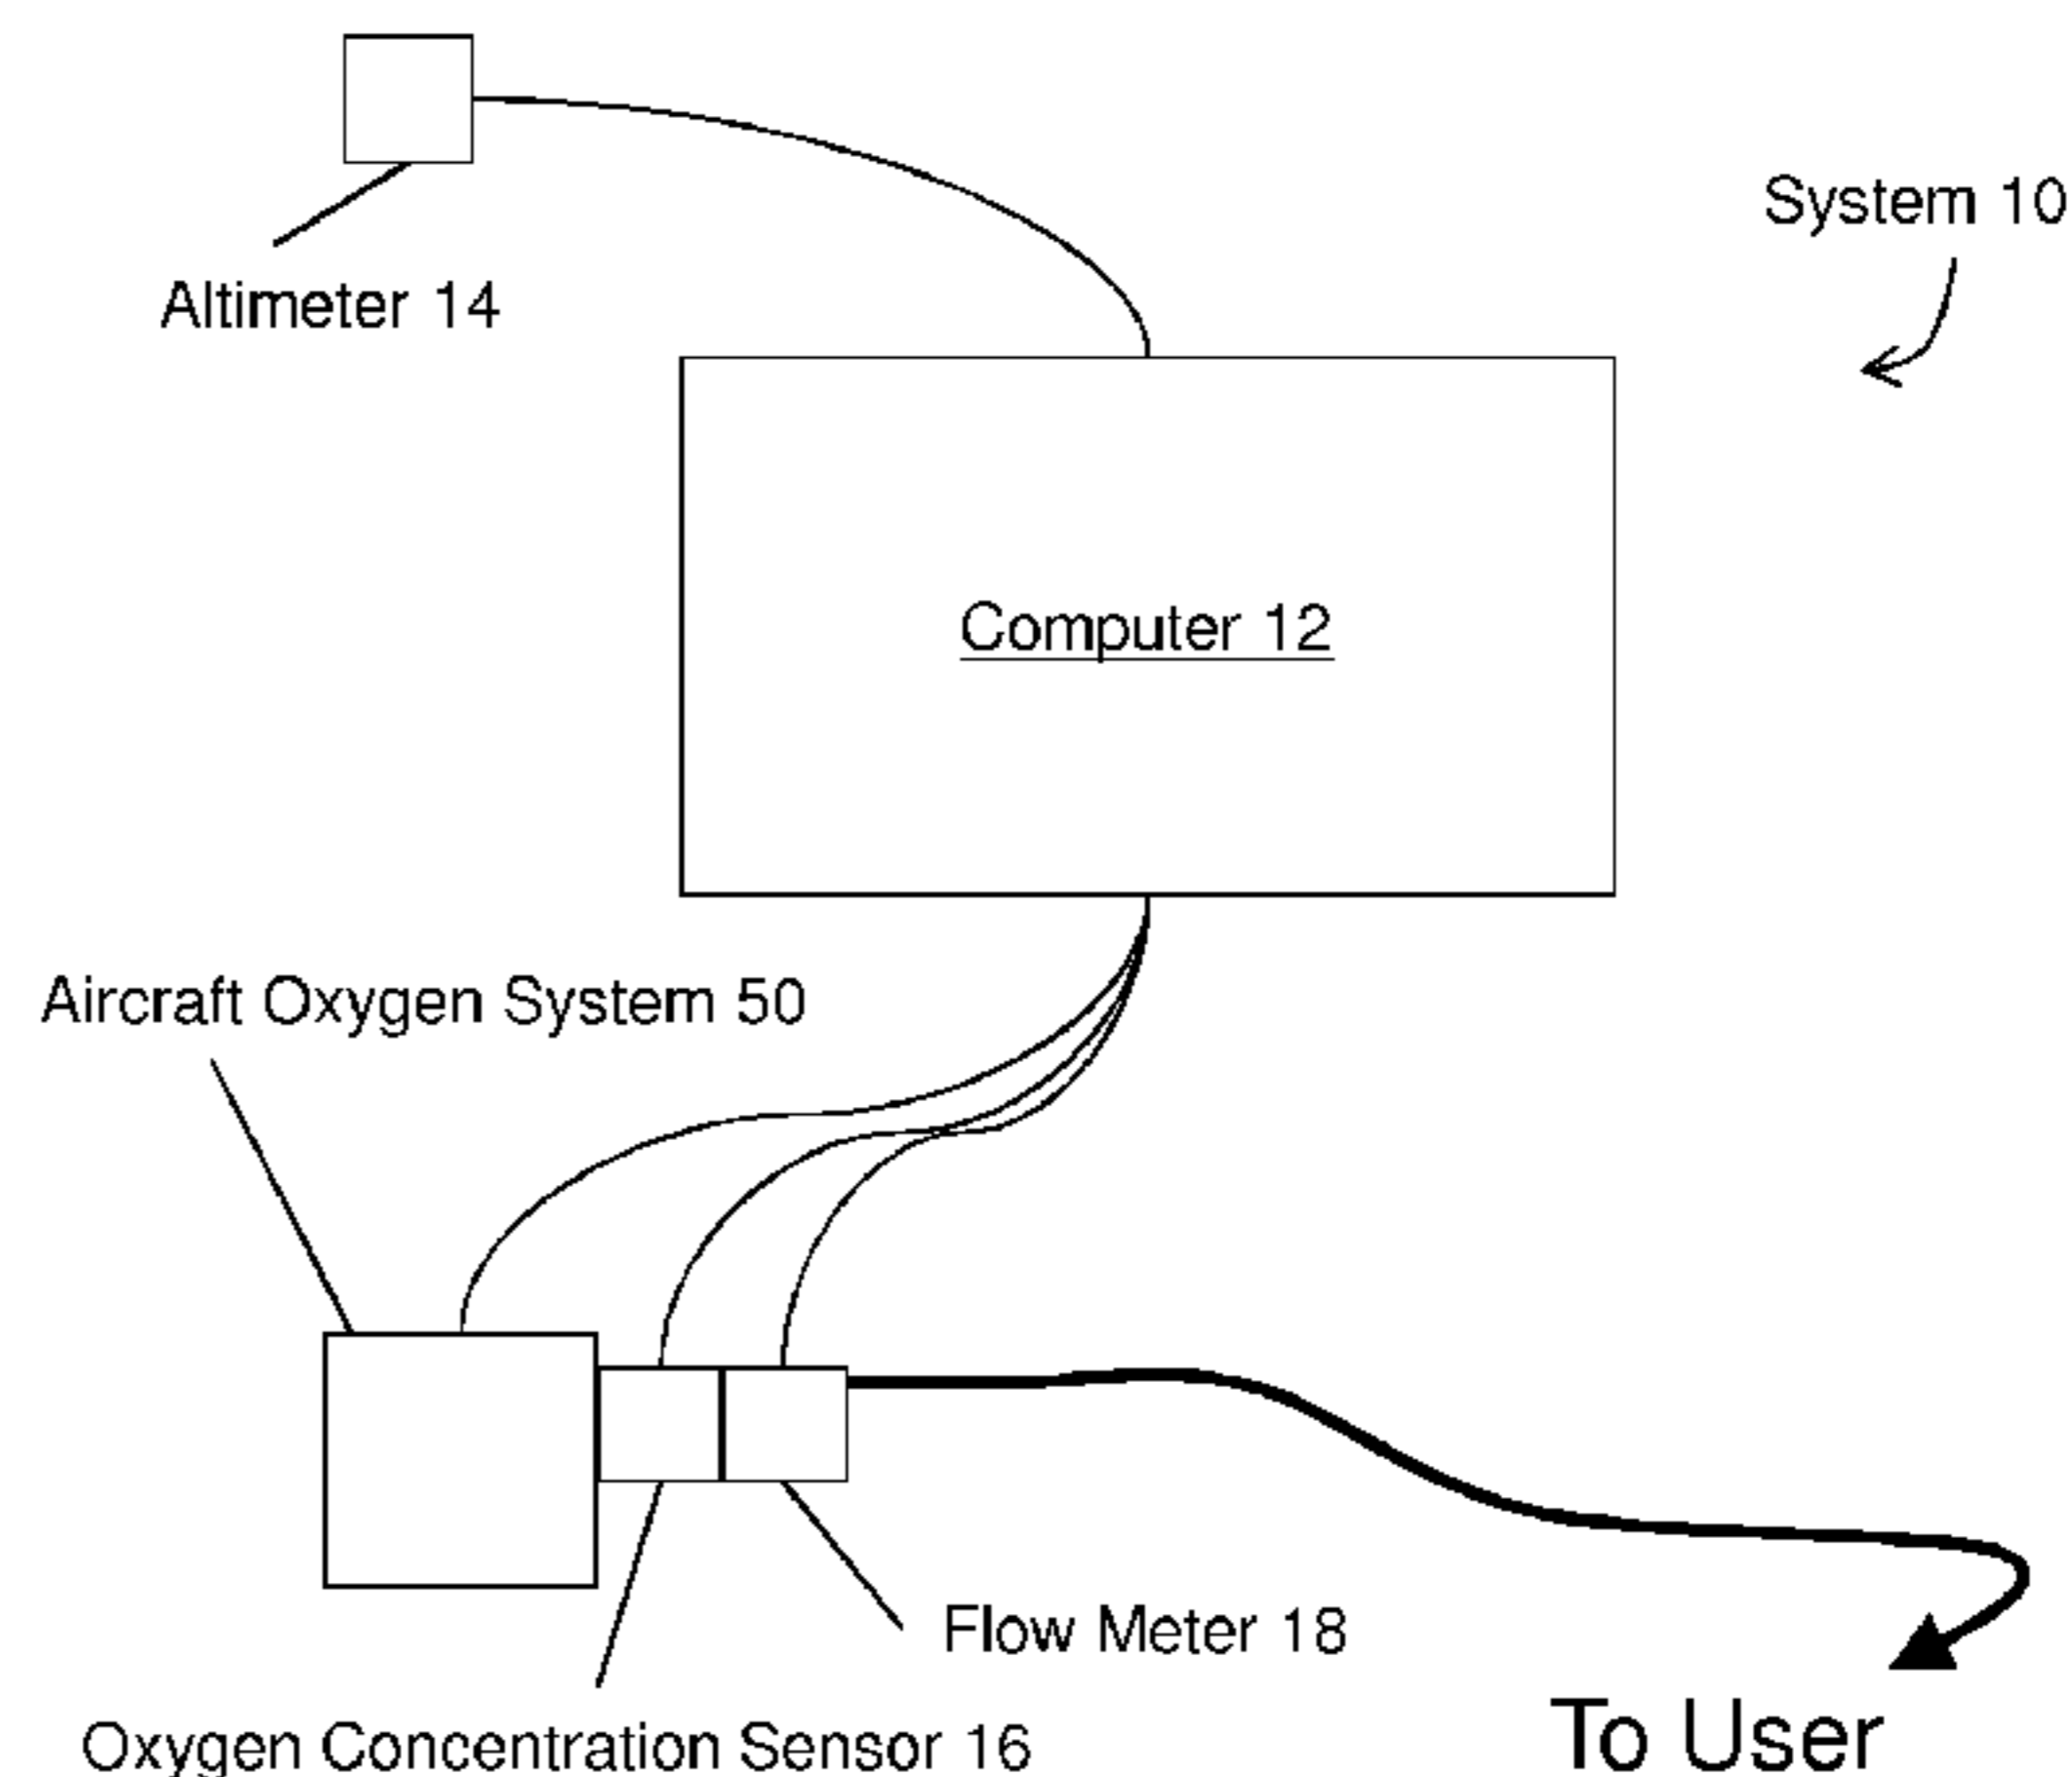 System 10
Altimeter 14
Computer 12
Aircraft Oxygen System 50
Flow Meter 18
Oxygen Concentration Sensor 16
To User